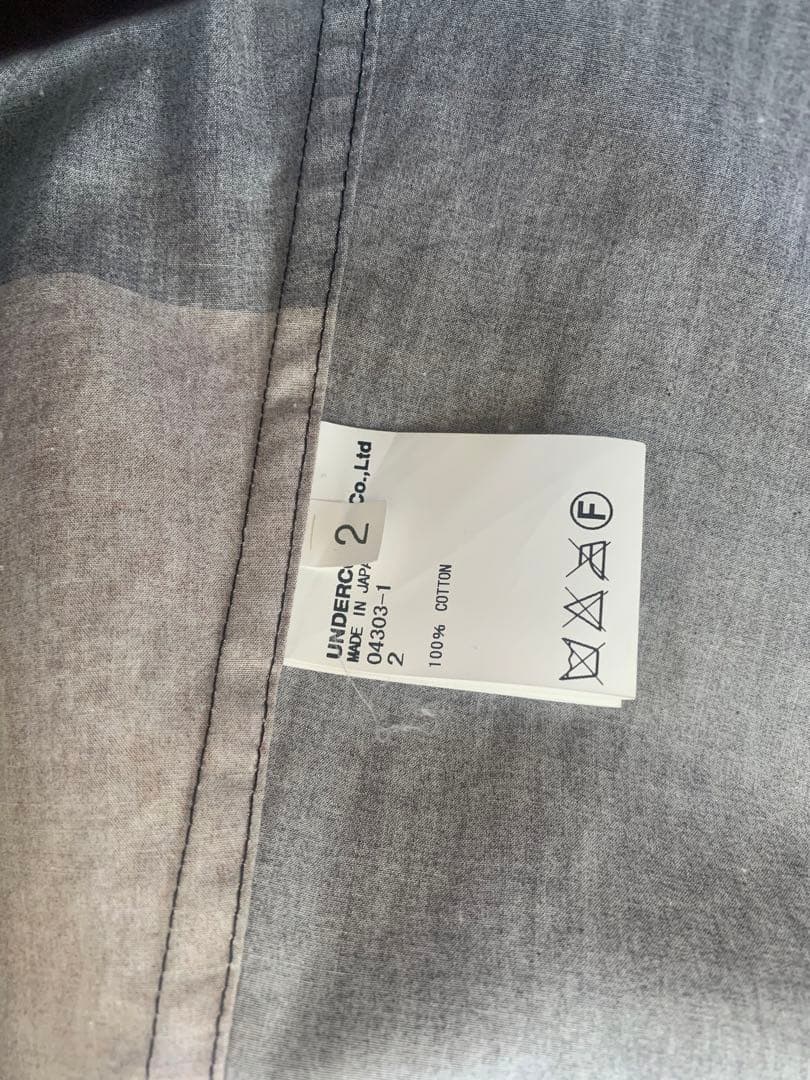 UNDERC Co.,Ltd
MADE IN JAPA
04303-1
2
2
100% COTTON
F